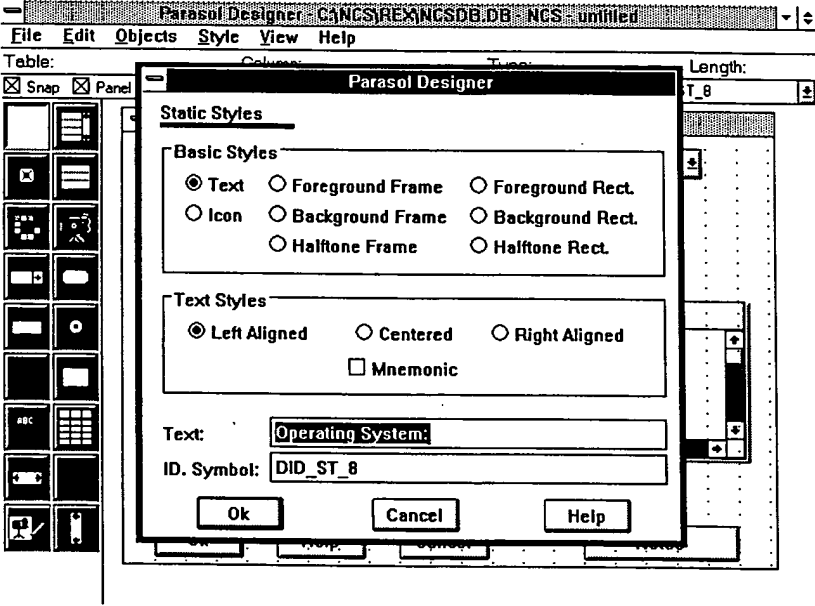 Parasol Designer C:\NCS\REX\NCSDB.DB - NCS - untitled
File Edit Objects Style View Help
Table: Column: Type: Length:
Snap Panel ST_8
Parasol Designer
Static Styles
Basic Styles
Text Foreground Frame Foreground Rect.
Icon Background Frame Background Rect.
Halftone Frame Halftone Rect.
Text Styles
Left Aligned Centered Right Aligned
Mnemonic
ABC
Text: Operating System:
ID. Symbol: DID_ST_8
Ok Cancel Help